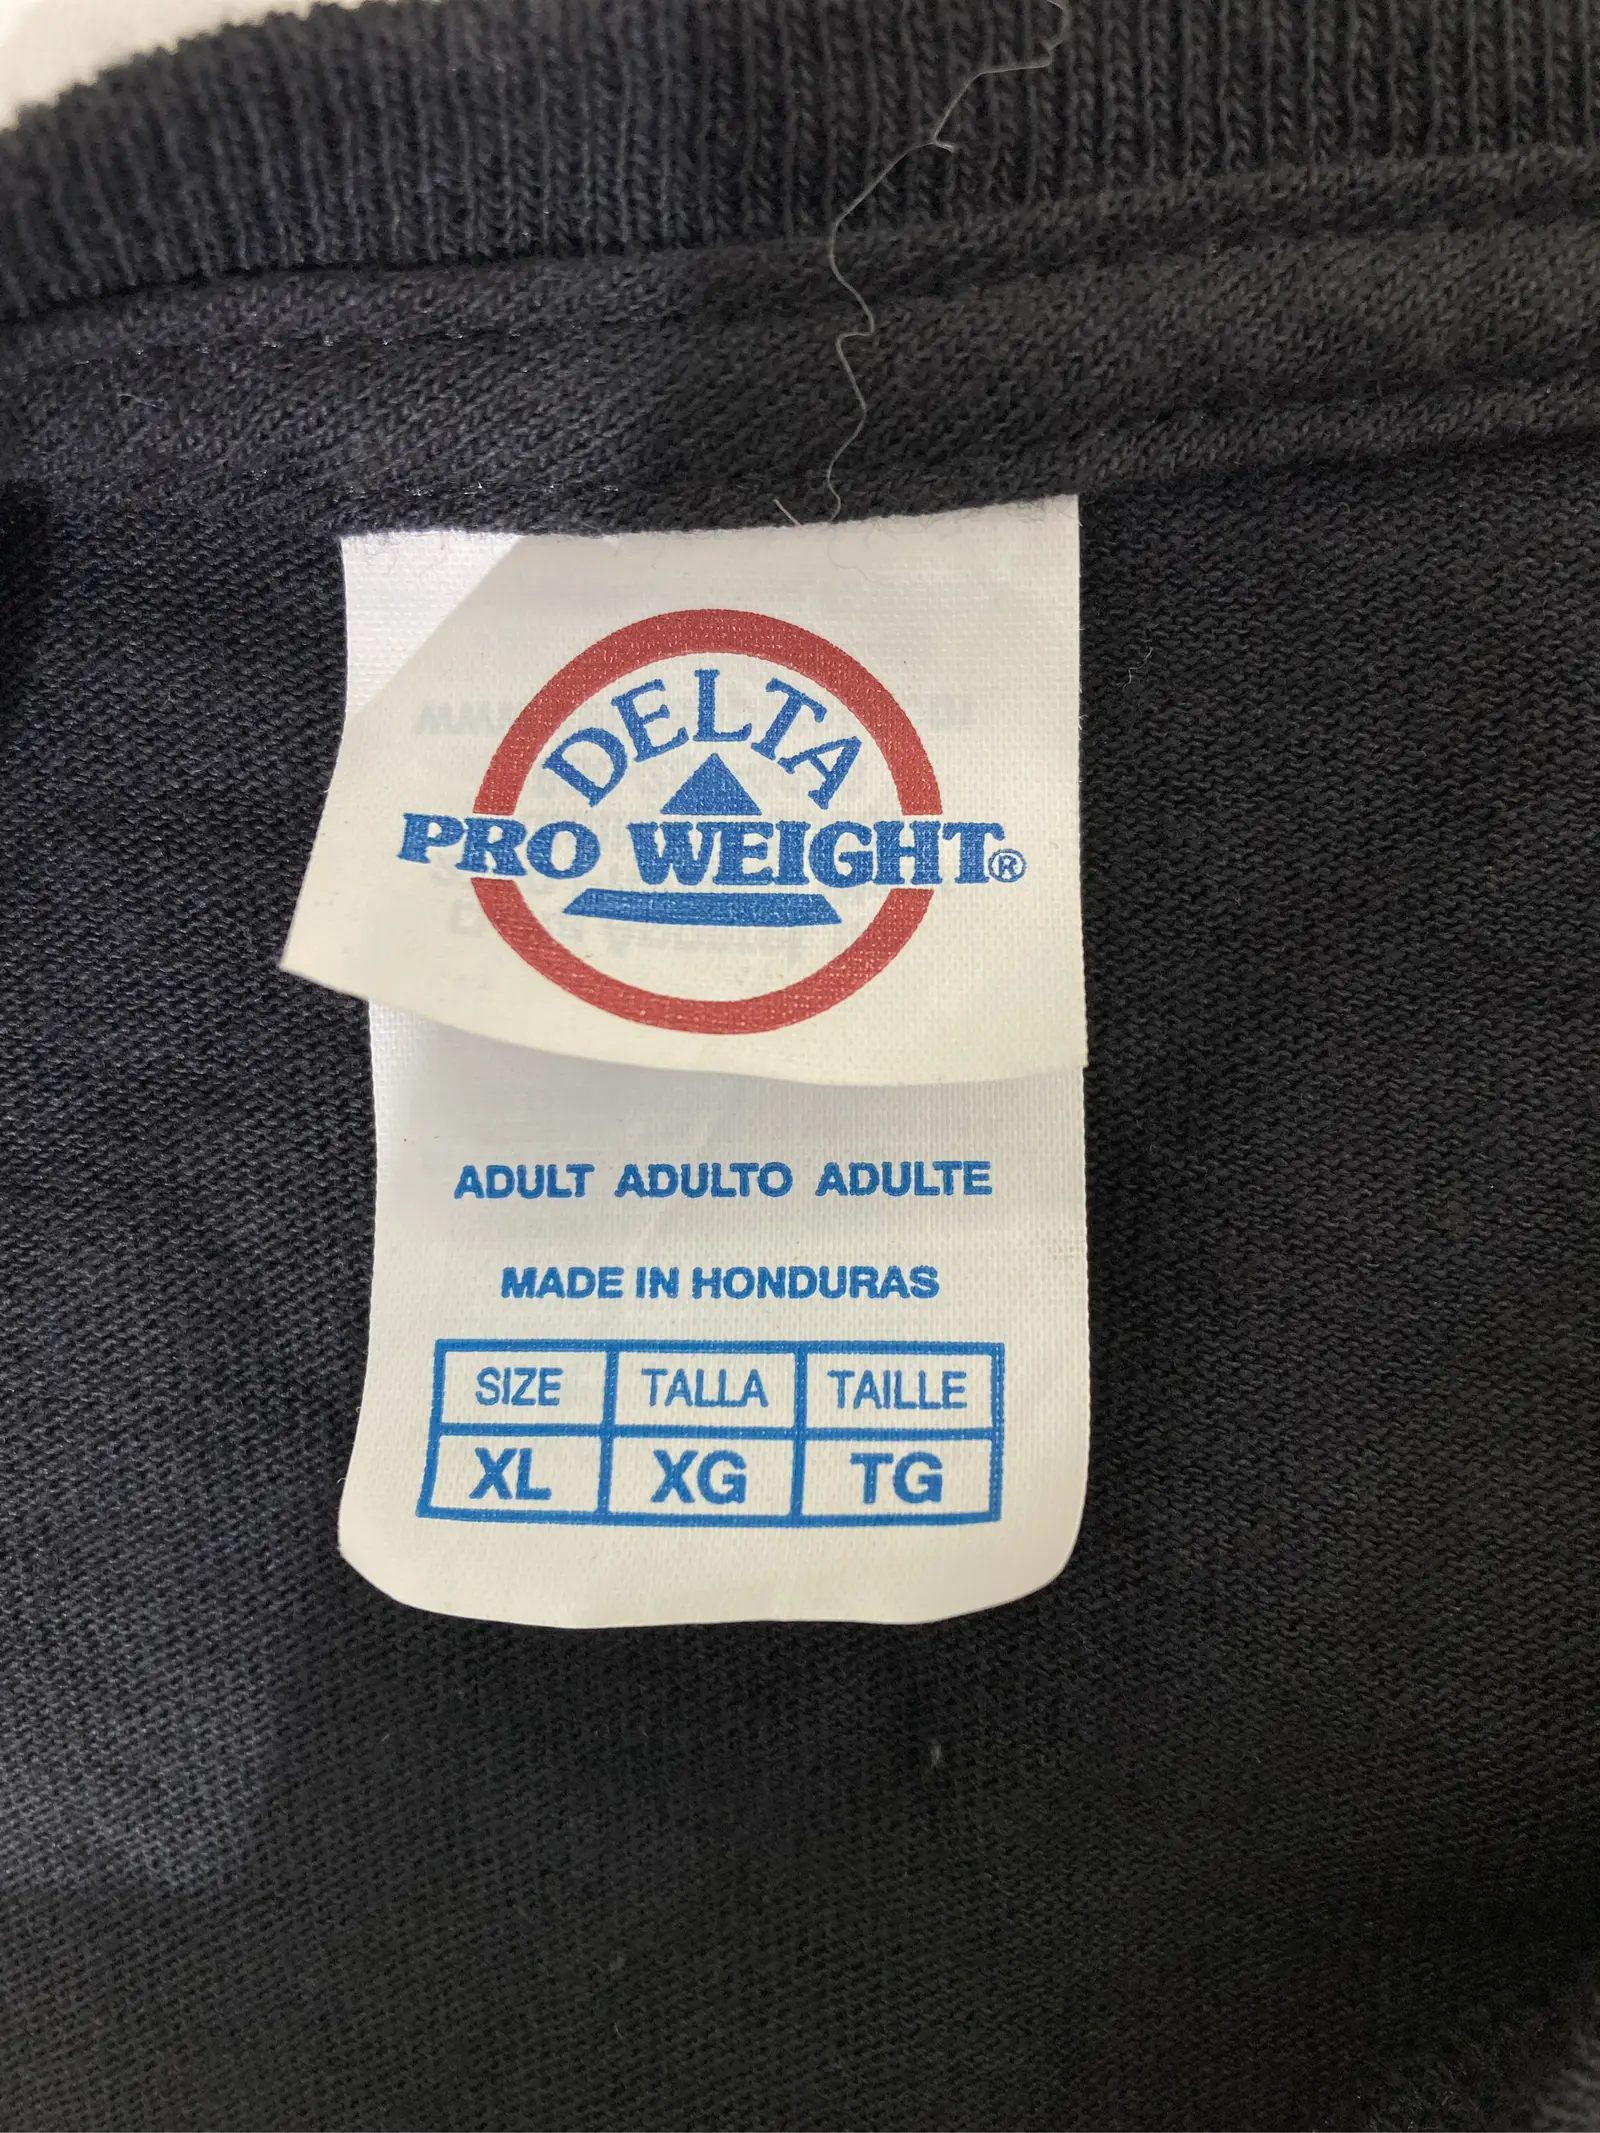 DELTA
PRO WEIGHT®
ADULT ADULTO ADULTE
MADE IN HONDURAS
SIZE TALLA TAILLE
XL XG TG